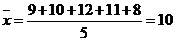 x̄ = (9+10+12+11+8)/5 = 10